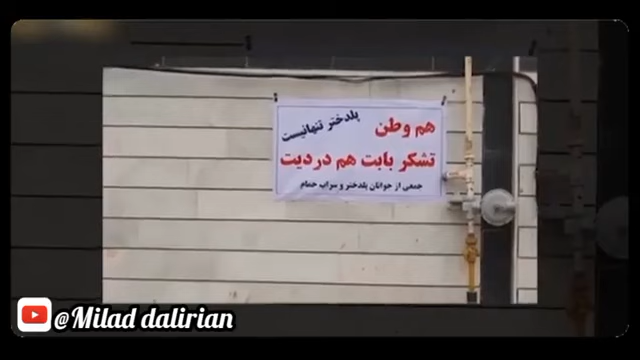 هم وطن
پلدختر تنها نیست
تشکر بابت هم دردیت
جمعی از جوانان پلدختر و سراب حمام
@Milad dalirian